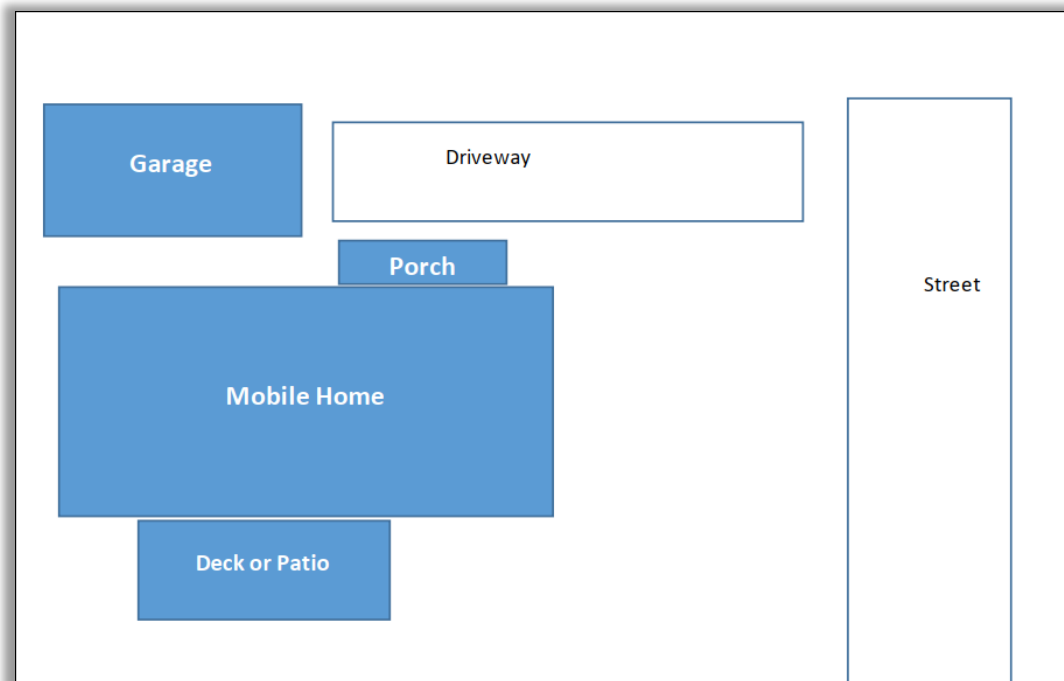 Garage
Driveway
Porch
Street
Mobile Home
Deck or Patio